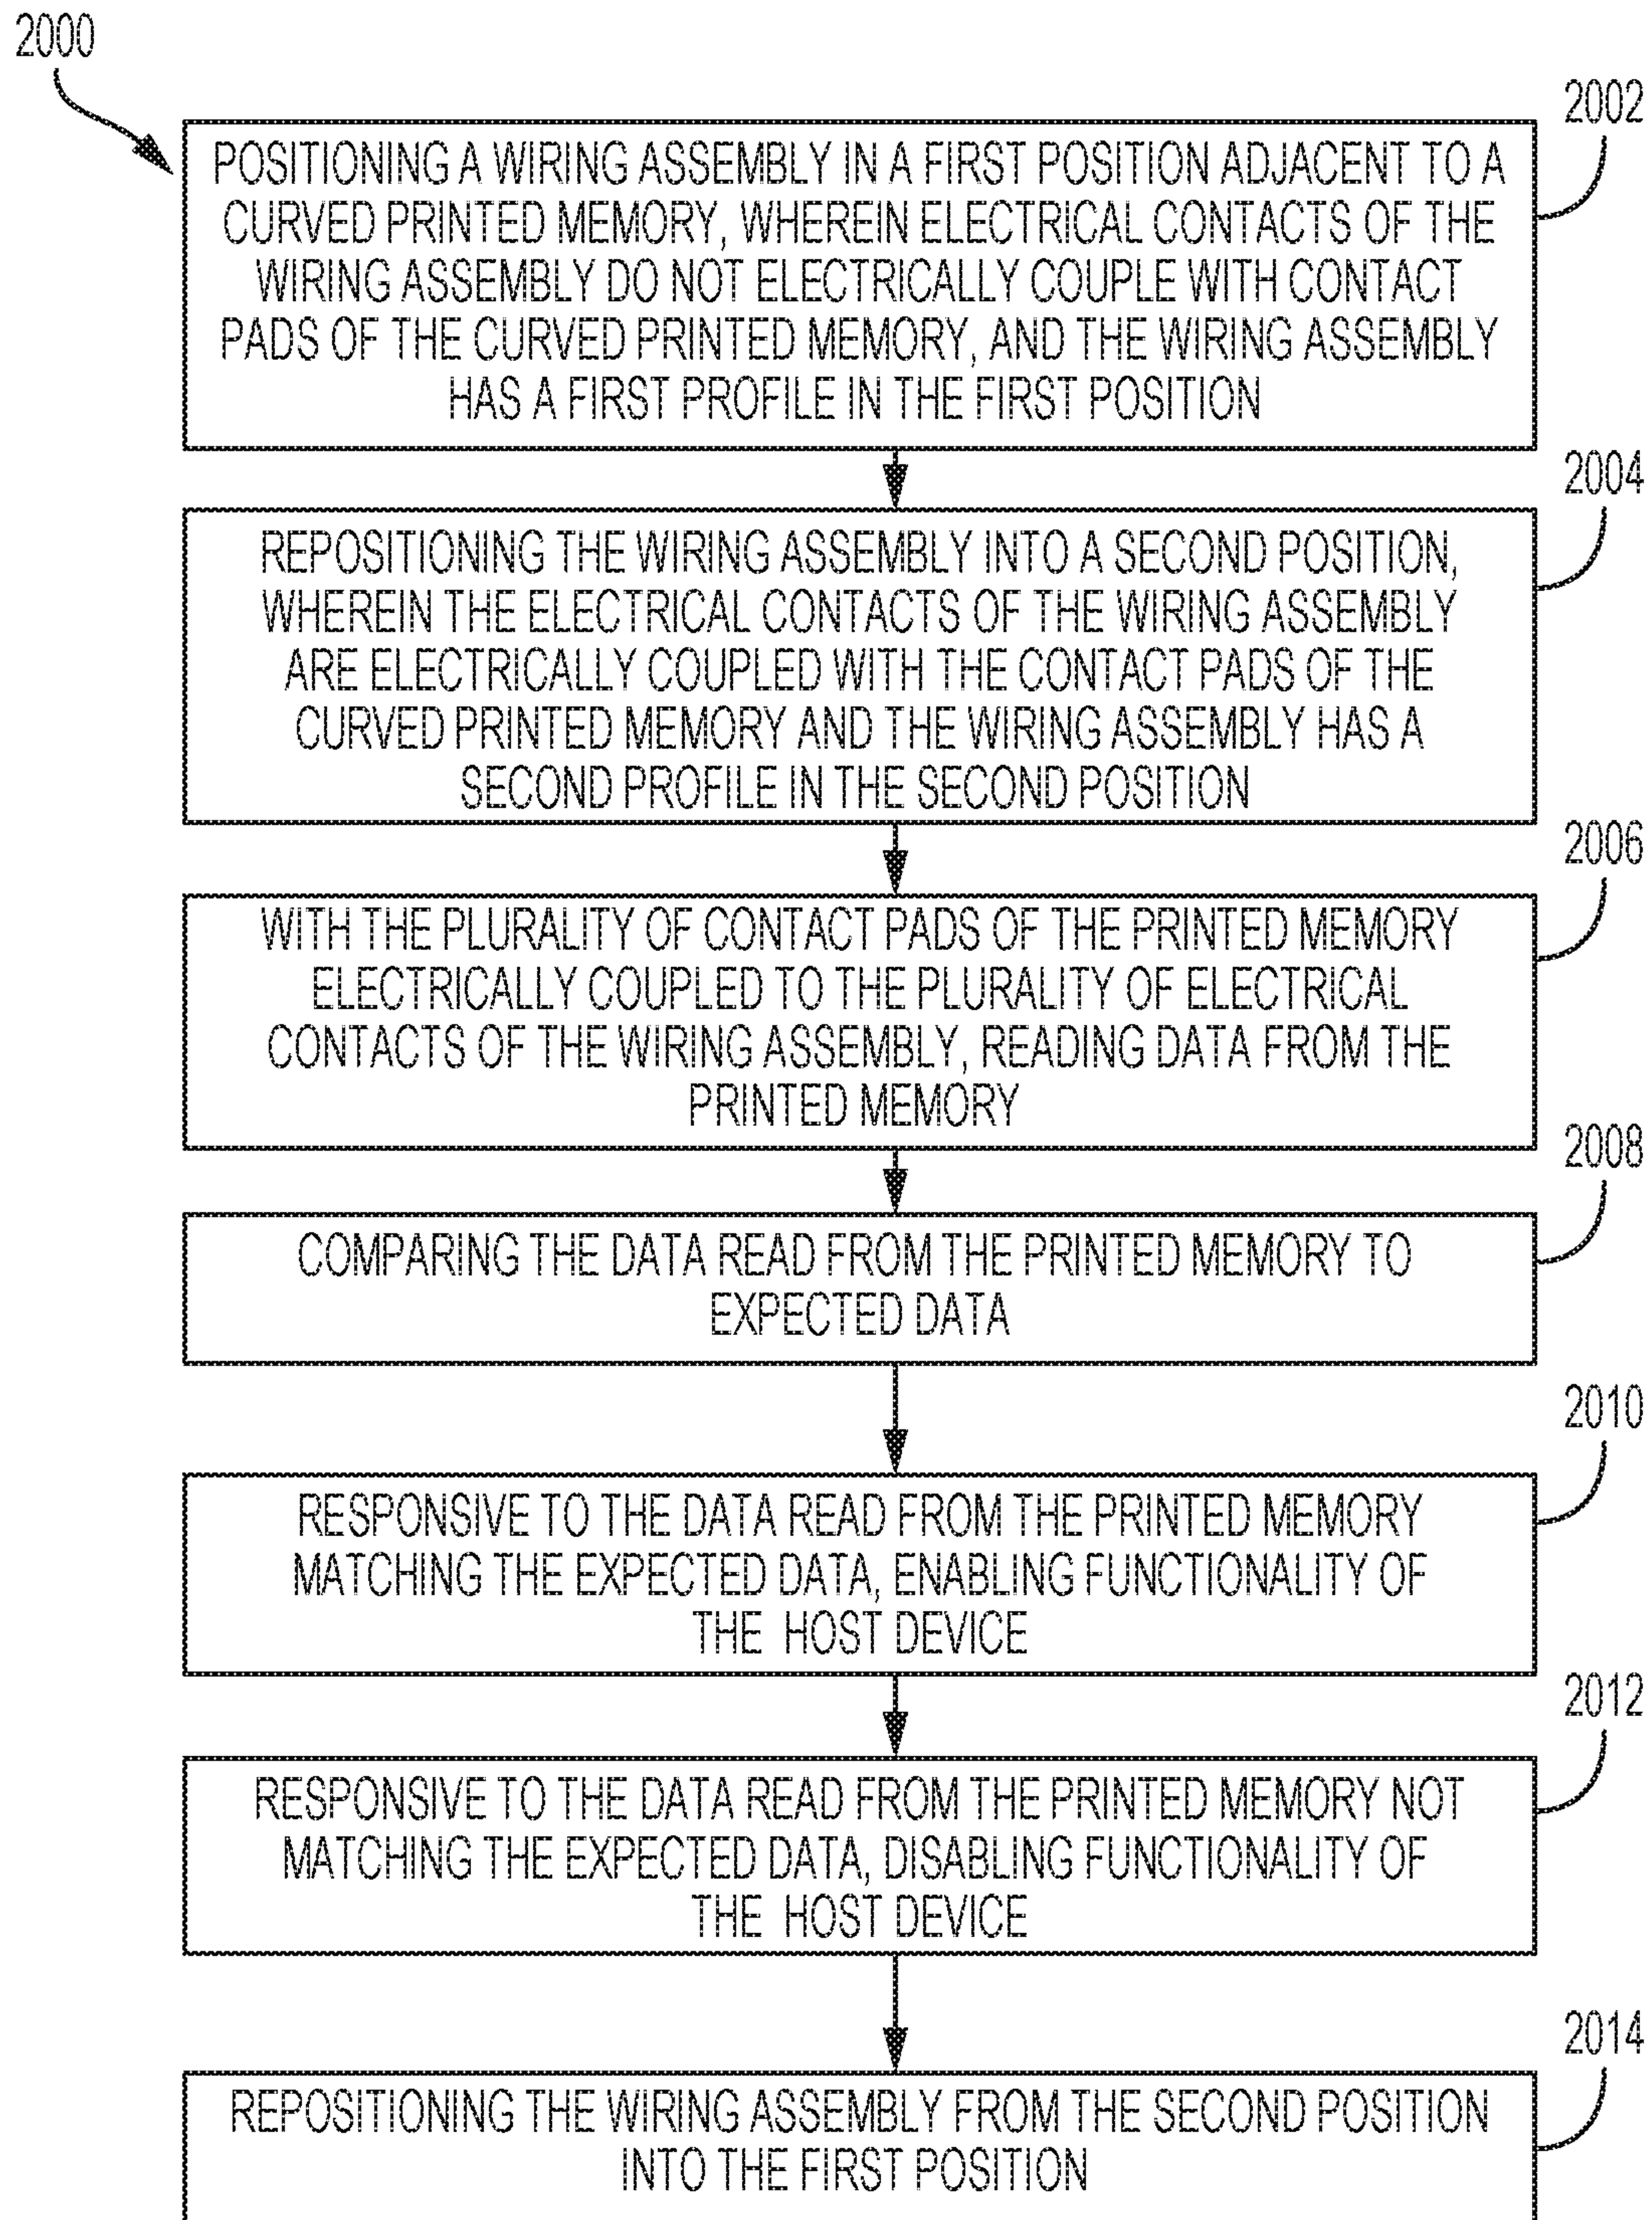 2000
2002
POSITIONING A WIRING ASSEMBLY IN A FIRST POSITION ADJACENT TO A
CURVED PRINTED MEMORY, WHEREIN ELECTRICAL CONTACTS OF THE
WIRING ASSEMBLY DO NOT ELECTRICALLY COUPLE WITH CONTACT
PADS OF THE CURVED PRINTED MEMORY, AND THE WIRING ASSEMBLY
HAS A FIRST PROFILE IN THE FIRST POSITION
2004
REPOSITIONING THE WIRING ASSEMBLY INTO A SECOND POSITION,
WHEREIN THE ELECTRICAL CONTACTS OF THE WIRING ASSEMBLY
ARE ELECTRICALLY COUPLED WITH THE CONTACT PADS OF THE
CURVED PRINTED MEMORY AND THE WIRING ASSEMBLY HAS A
SECOND PROFILE IN THE SECOND POSITION
2006
WITH THE PLURALITY OF CONTACT PADS OF THE PRINTED MEMORY
ELECTRICALLY COUPLED TO THE PLURALITY OF ELECTRICAL
CONTACTS OF THE WIRING ASSEMBLY, READING DATA FROM THE
PRINTED MEMORY
2008
COMPARING THE DATA READ FROM THE PRINTED MEMORY TO
EXPECTED DATA
2010
RESPONSIVE TO THE DATA READ FROM THE PRINTED MEMORY
MATCHING THE EXPECTED DATA, ENABLING FUNCTIONALITY OF
THE HOST DEVICE
2012
RESPONSIVE TO THE DATA READ FROM THE PRINTED MEMORY NOT
MATCHING THE EXPECTED DATA, DISABLING FUNCTIONALITY OF
THE HOST DEVICE
2014
REPOSITIONING THE WIRING ASSEMBLY FROM THE SECOND POSITION
INTO THE FIRST POSITION